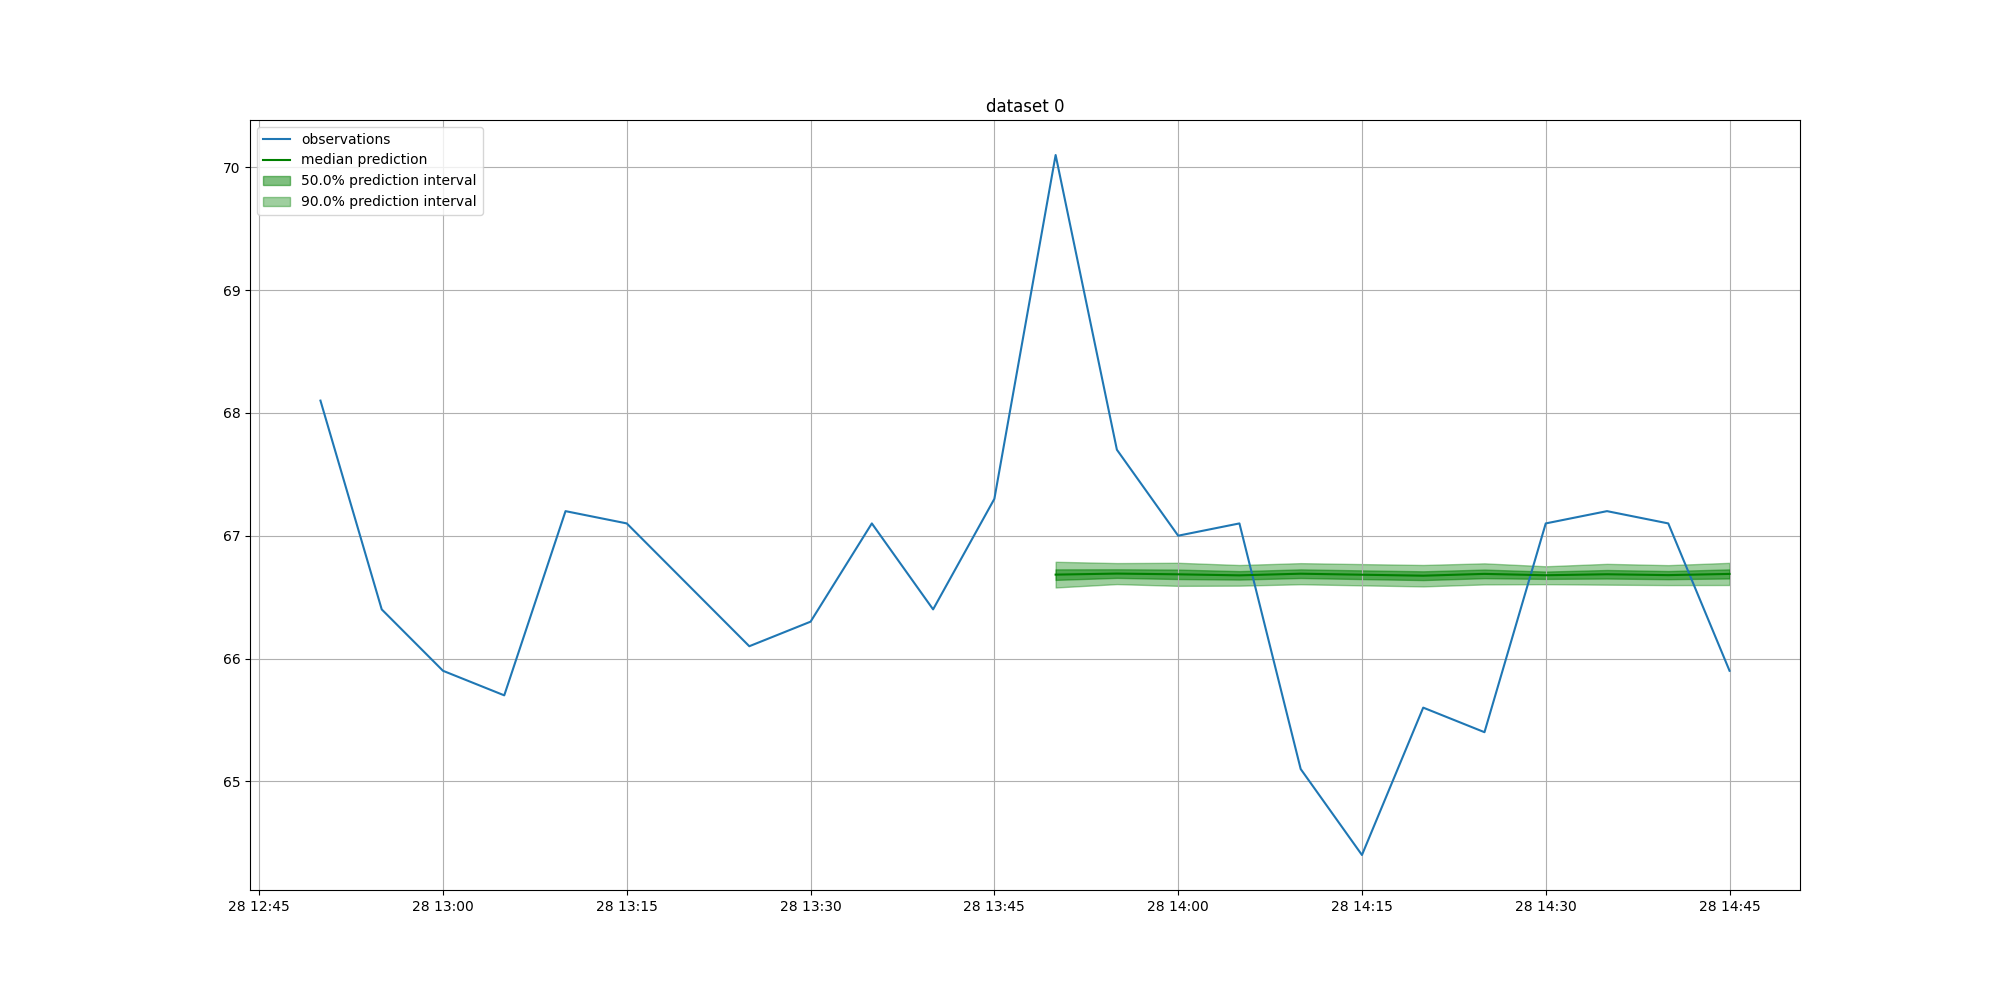 dataset 0
observations
median prediction
50.0% prediction interval
90.0% prediction interval
70
69
68
67
66
65
28 12:45 28 13:00 28 13:15 28 13:30 28 13:45 28 14:00 28 14:15 28 14:30 28 14:45